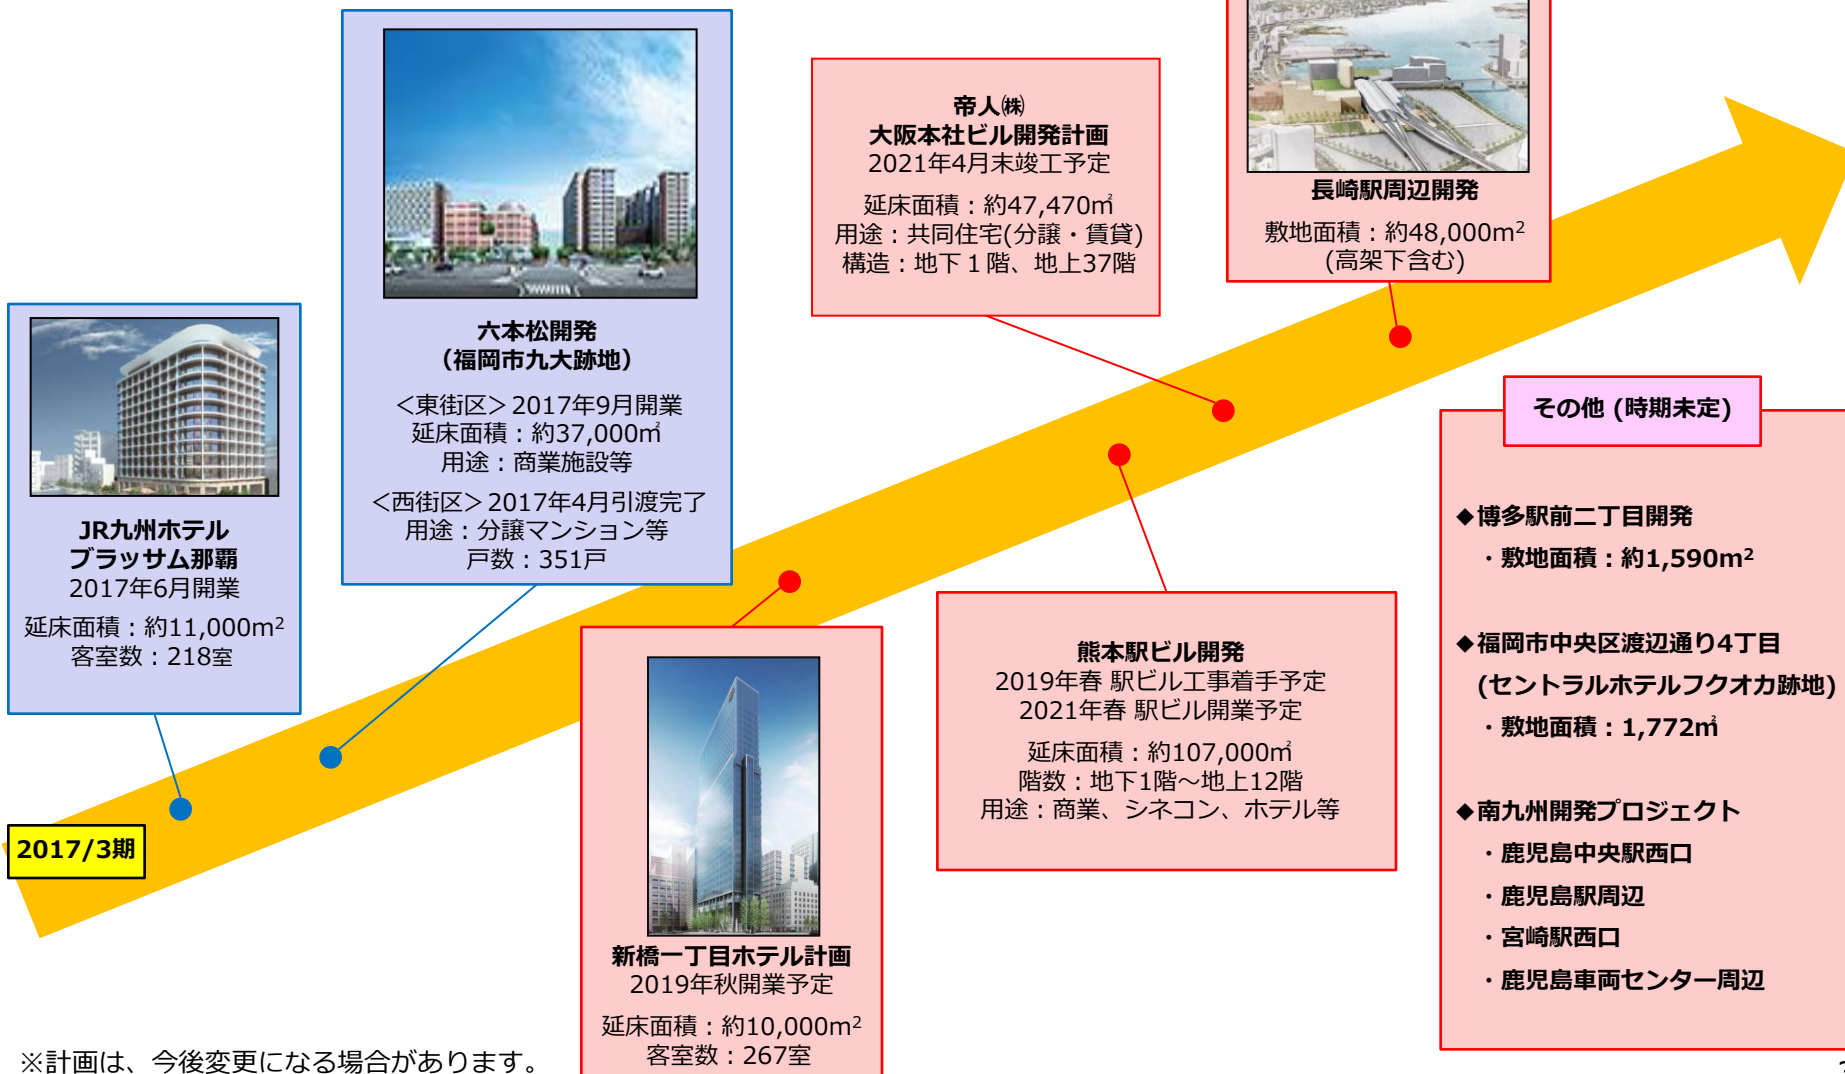 JR九州ホテル
ブラッサム那覇
2017年6月開業
延床面積：約11,000m²
客室数：218室
2017/3期
六本松開発
（福岡市九大跡地）
＜東街区＞2017年9月開業
延床面積：約37,000㎡
用途：商業施設等
＜西街区＞2017年4月引渡完了
用途：分譲マンション等
戸数：351戸
新橋一丁目ホテル計画
2019年秋開業予定
延床面積：約10,000m²
客室数：267室
帝人㈱
大阪本社ビル開発計画
2021年4月末竣工予定
延床面積：約47,470㎡
用途：共同住宅(分譲・賃貸)
構造：地下１階、地上37階
熊本駅ビル開発
2019年春 駅ビル工事着手予定
2021年春 駅ビル開業予定
延床面積：約107,000㎡
階数：地下1階～地上12階
用途：商業、シネコン、ホテル等
長崎駅周辺開発
敷地面積：約48,000m²
(高架下含む)
その他 (時期未定)
◆博多駅前二丁目開発
・敷地面積：約1,590m²
◆福岡市中央区渡辺通り4丁目
(セントラルホテルフクオカ跡地)
・敷地面積：1,772㎡
◆南九州開発プロジェクト
・鹿児島中央駅西口
・鹿児島駅周辺
・宮崎駅西口
・鹿児島車両センター周辺
※計画は、今後変更になる場合があります。